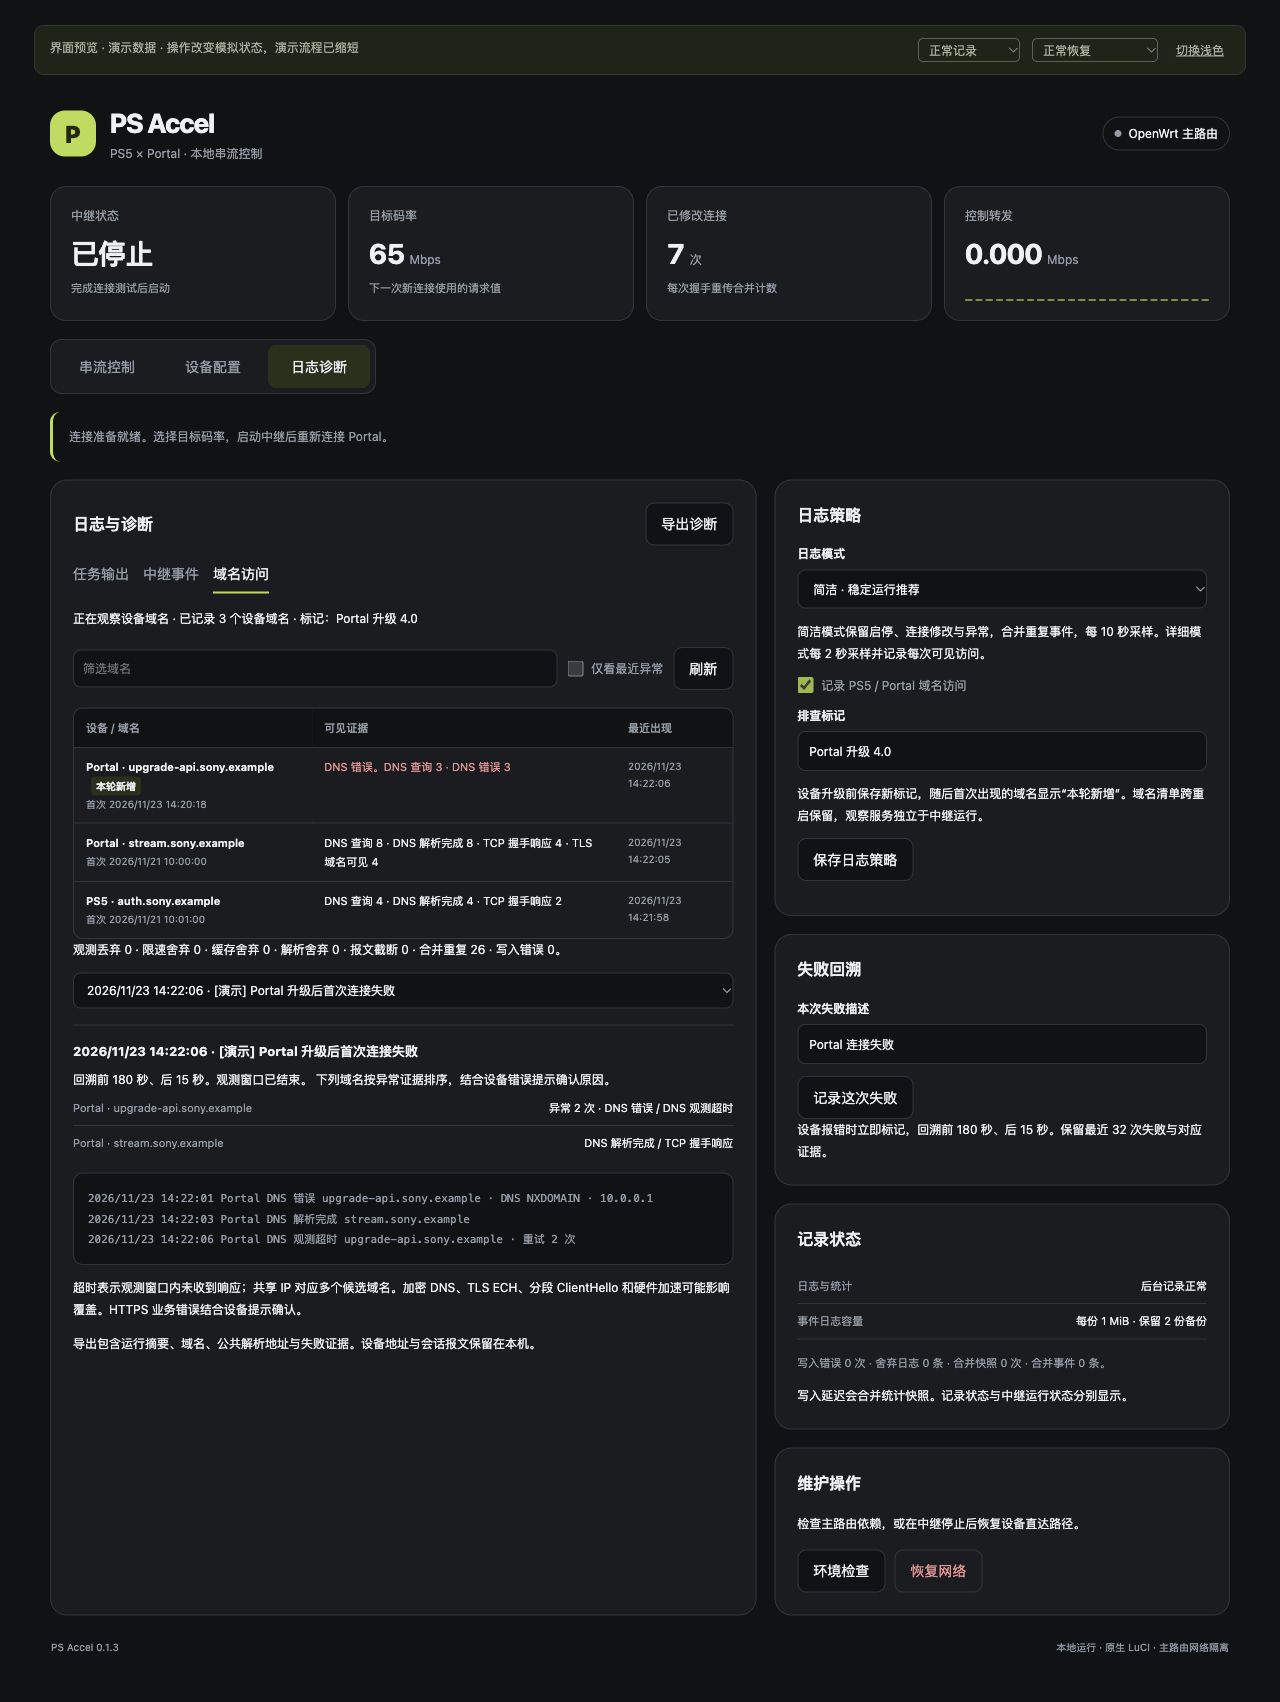 界面预览 · 演示数据 · 操作改变模拟状态，演示流程已缩短
正常记录
正常恢复
切换浅色
P
PS Accel
PS5 × Portal · 本地串流控制
OpenWrt 主路由
中继状态
已停止
完成连接测试后启动
目标码率
65 Mbps
下一次新连接使用的请求值
已修改连接
7 次
每次握手重传合并计数
控制转发
0.000 Mbps
串流控制
设备配置
日志诊断
连接准备就绪。选择目标码率，启动中继后重新连接 Portal。
日志与诊断
导出诊断
任务输出
中继事件
域名访问
正在观察设备域名 · 已记录 3 个设备域名 · 标记：Portal 升级 4.0
筛选域名
仅看最近异常
刷新
设备 / 域名
可见证据
最近出现
Portal · upgrade-api.sony.example
本轮新增
首次 2026/11/23 14:20:18
DNS 错误。DNS 查询 3 · DNS 错误 3
2026/11/23
14:22:06
Portal · stream.sony.example
首次 2026/11/21 10:00:00
DNS 查询 8 · DNS 解析完成 8 · TCP 握手响应 4 · TLS
域名可见 4
2026/11/23
14:22:05
PS5 · auth.sony.example
首次 2026/11/21 10:01:00
DNS 查询 4 · DNS 解析完成 4 · TCP 握手响应 2
2026/11/23
14:21:58
观测丢弃 0 · 限速舍弃 0 · 缓存舍弃 0 · 解析舍弃 0 · 报文截断 0 · 合并重复 26 · 写入错误 0。
2026/11/23 14:22:06 · [演示] Portal 升级后首次连接失败
2026/11/23 14:22:06 · [演示] Portal 升级后首次连接失败
回溯前 180 秒、后 15 秒。观测窗口已结束。 下列域名按异常证据排序，结合设备错误提示确认原因。
Portal · upgrade-api.sony.example
异常 2 次 · DNS 错误 / DNS 观测超时
Portal · stream.sony.example
DNS 解析完成 / TCP 握手响应
2026/11/23 14:22:01 Portal DNS 错误 upgrade-api.sony.example · DNS NXDOMAIN · 10.0.0.1
2026/11/23 14:22:03 Portal DNS 解析完成 stream.sony.example
2026/11/23 14:22:06 Portal DNS 观测超时 upgrade-api.sony.example · 重试 2 次
超时表示观测窗口内未收到响应；共享 IP 对应多个候选域名。加密 DNS、TLS ECH、分段 ClientHello 和硬件加速可能影响
覆盖。HTTPS 业务错误结合设备提示确认。
导出包含运行摘要、域名、公共解析地址与失败证据。设备地址与会话报文保留在本机。
日志策略
日志模式
简洁 · 稳定运行推荐
简洁模式保留启停、连接修改与异常，合并重复事件，每 10 秒采样。详细模
式每 2 秒采样并记录每次可见访问。
记录 PS5 / Portal 域名访问
排查标记
Portal 升级 4.0
设备升级前保存新标记，随后首次出现的域名显示“本轮新增”。域名清单跨重
启保留，观察服务独立于中继运行。
保存日志策略
失败回溯
本次失败描述
Portal 连接失败
记录这次失败
设备报错时立即标记，回溯前 180 秒、后 15 秒。保留最近 32 次失败与对应
证据。
记录状态
日志与统计
后台记录正常
事件日志容量
每份 1 MiB · 保留 2 份备份
写入错误 0 次 · 舍弃日志 0 条 · 合并快照 0 次 · 合并事件 0 条。
写入延迟会合并统计快照。记录状态与中继运行状态分别显示。
维护操作
检查主路由依赖，或在中继停止后恢复设备直达路径。
环境检查
恢复网络
PS Accel 0.1.3
本地运行 · 原生 LuCI · 主路由网络隔离